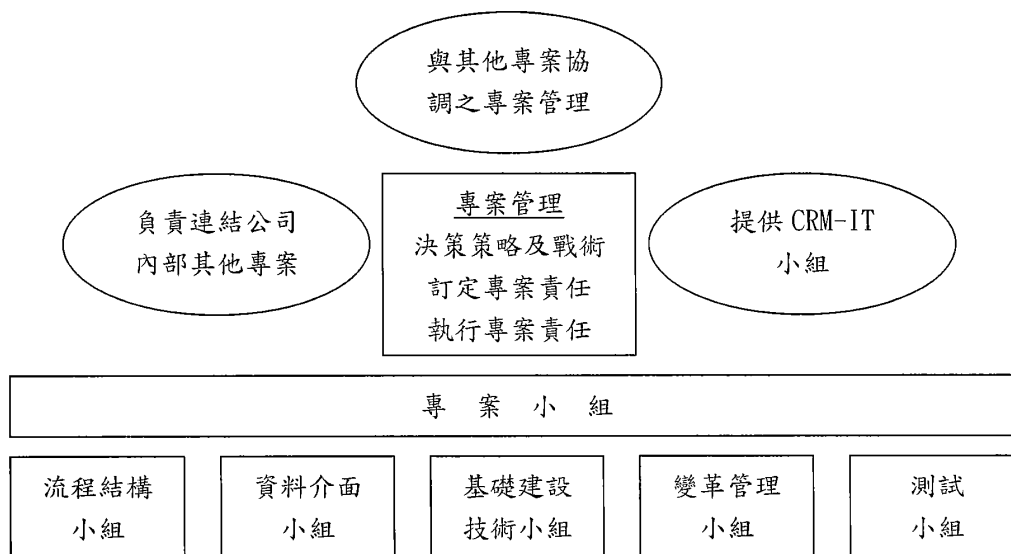 與其他專案協
調之專案管理
負責連結公司
內部其他專案
專案管理
決策策略及戰術
訂定專案責任
執行專案責任
提供 CRM-IT
小組
專 案 小 組
流程結構
小組
資料介面
小組
基礎建設
技術小組
變革管理
小組
測試
小組